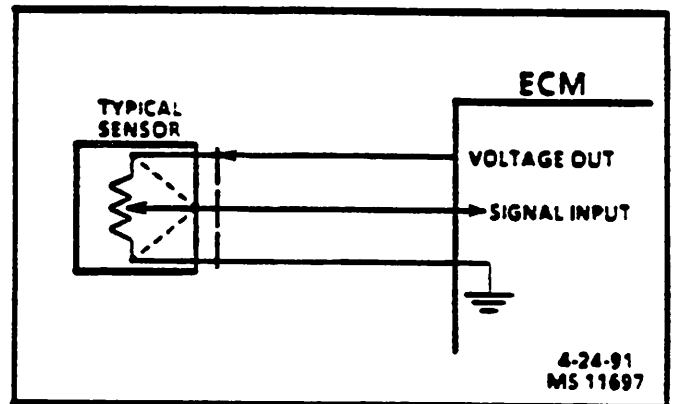 ECM
TYPICAL
SENSOR
VOLTAGE OUT
SIGNAL INPUT
4-24-91
MS 11697